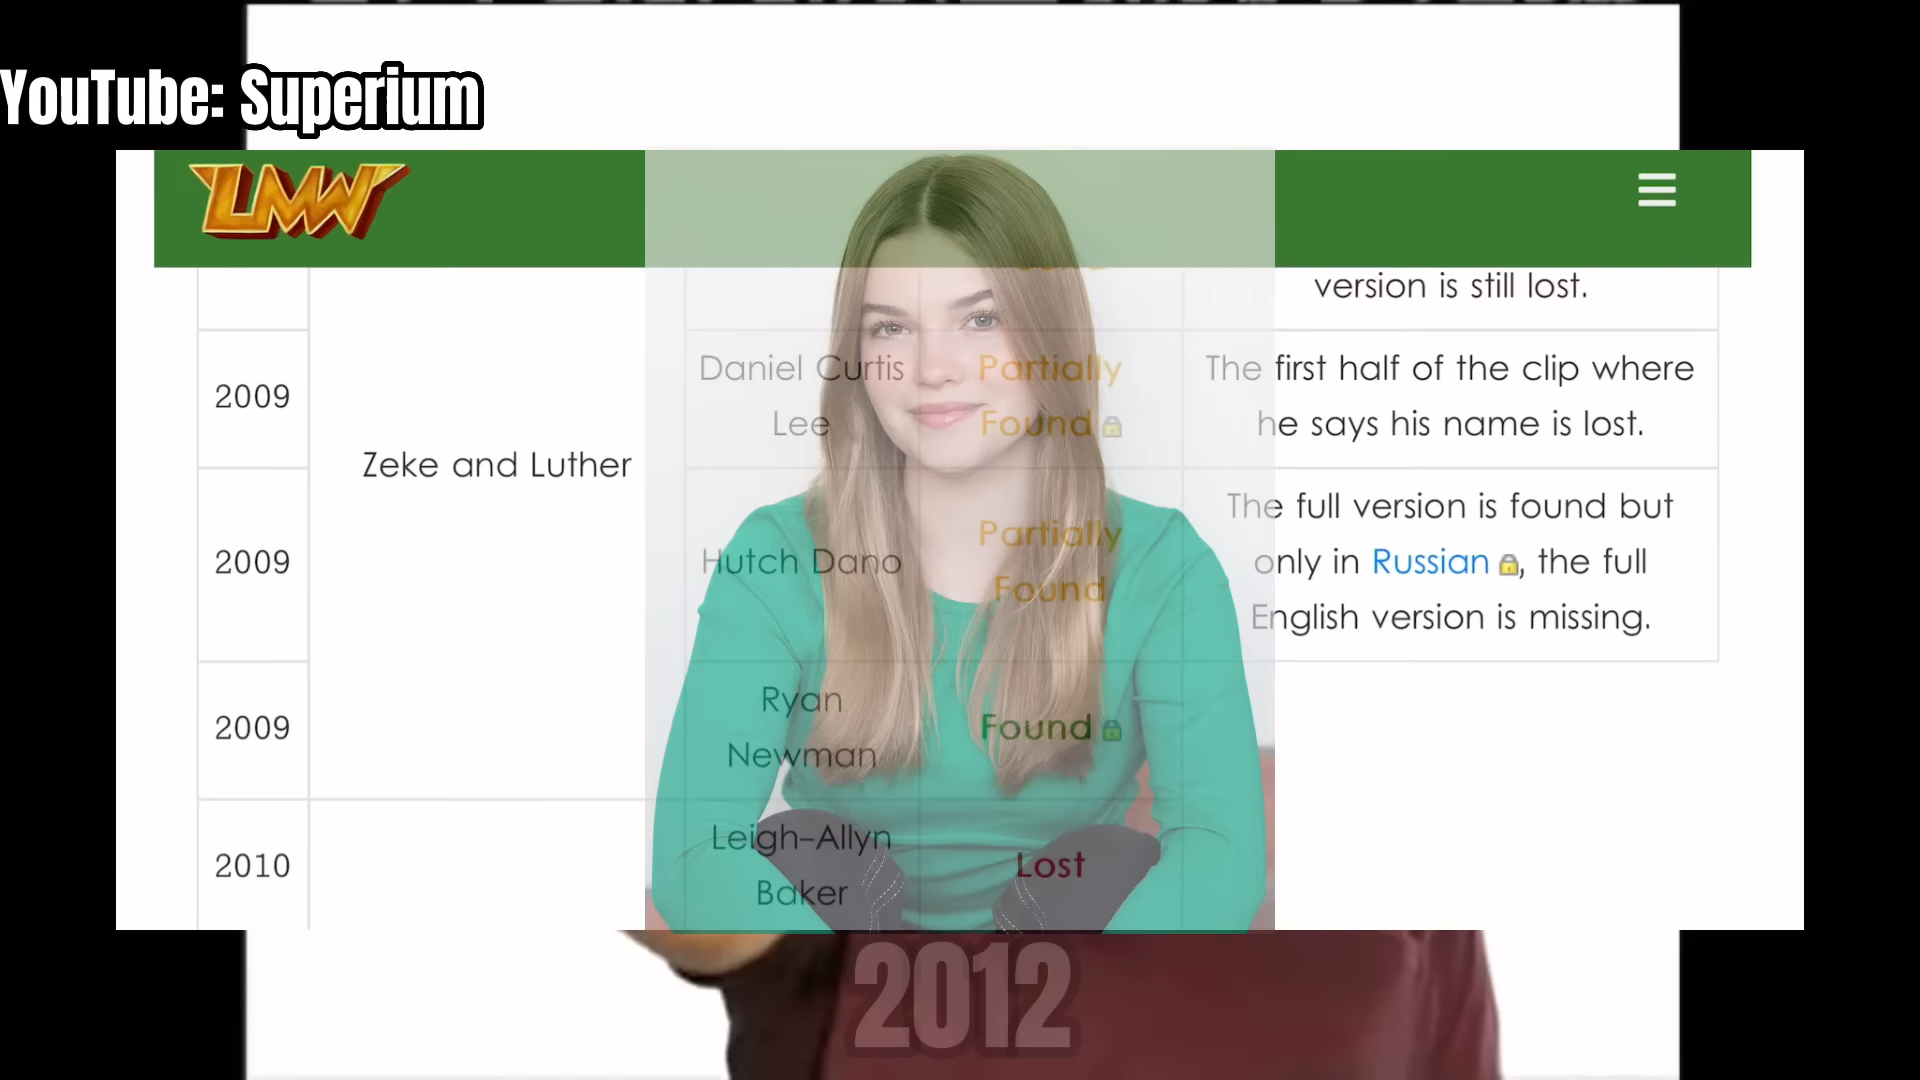 YouTube: Superium
LMW
version is still lost.
2009
Zeke and Luther
Daniel Curtis
Lee
Partially
Found
The first half of the clip where
he says his name is lost.
2009
Hutch Dano
Partially
Found
The full version is found but
only in Russian, the full
English version is missing.
2009
Ryan
Newman
Found
2010
Leigh-Allyn
Baker
Lost
2012